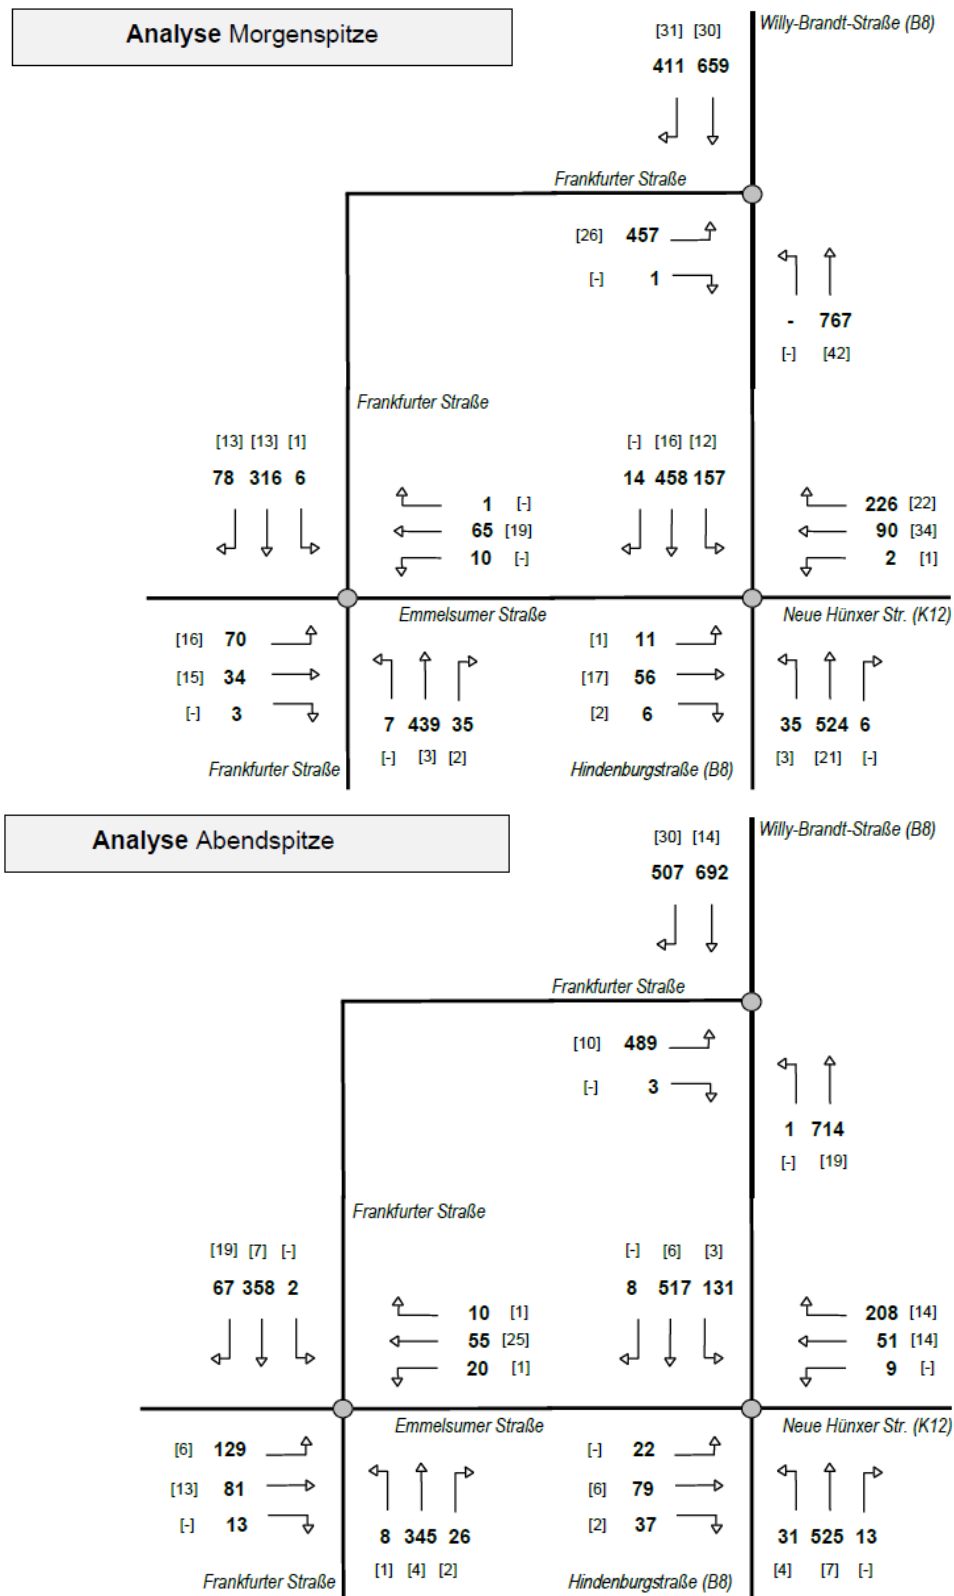 Analyse Morgenspitze
Willy-Brandt-Straße (B8)
[31] [30]
411 659
Frankfurter Straße
[26] 457
[-] 1
- 767
[-] [42]
Frankfurter Straße
[13] [13] [1]
78 316 6
1 [-]
65 [19]
10 [-]
[-] [16] [12]
14 458 157
226 [22]
90 [34]
2 [1]
Emmelsumer Straße
Neue Hünxer Str. (K12)
[16] 70
[15] 34
[-] 3
7 439 35
[-] [3] [2]
[1] 11
[17] 56
[2] 6
35 524 6
[3] [21] [-]
Frankfurter Straße
Hindenburgstraße (B8)
Analyse Abendspitze
Willy-Brandt-Straße (B8)
[30] [14]
507 692
Frankfurter Straße
[10] 489
[-] 3
1 714
[-] [19]
Frankfurter Straße
[19] [7] [-]
67 358 2
10 [1]
55 [25]
20 [1]
[-] [6] [3]
8 517 131
208 [14]
51 [14]
9 [-]
Emmelsumer Straße
Neue Hünxer Str. (K12)
[6] 129
[13] 81
[-] 13
8 345 26
[1] [4] [2]
[-] 22
[6] 79
[2] 37
31 525 13
[4] [7] [-]
Frankfurter Straße
Hindenburgstraße (B8)